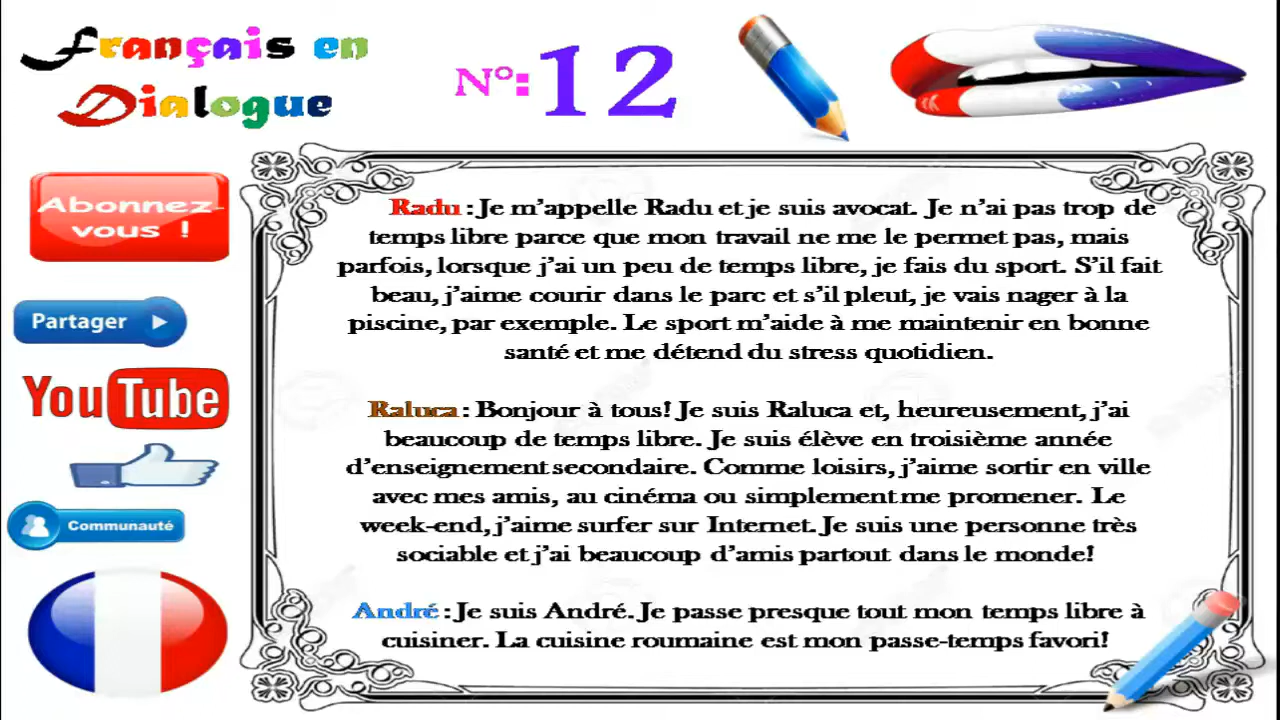 Français en
Dialogue
N°:12
Abonnez-
vous !
Partager
YouTube
Communauté
Radu : Je m'appelle Radu et je suis avocat. Je n'ai pas trop de
temps libre parce que mon travail ne me le permet pas, mais
parfois, lorsque j'ai un peu de temps libre, je fais du sport. S'il fait
beau, j'aime courir dans le parc et s'il pleut, je vais nager à la
piscine, par exemple. Le sport m'aide à me maintenir en bonne
santé et me détend du stress quotidien.
Raluca : Bonjour à tous! Je suis Raluca et, heureusement, j'ai
beaucoup de temps libre. Je suis élève en troisième année
d'enseignement secondaire. Comme loisirs, j'aime sortir en ville
avec mes amis, au cinéma ou simplement me promener. Le
week-end, j'aime surfer sur Internet. Je suis une personne très
sociable et j'ai beaucoup d'amis partout dans le monde!
André : Je suis André. Je passe presque tout mon temps libre à
cuisiner. La cuisine roumaine est mon passe-temps favori!